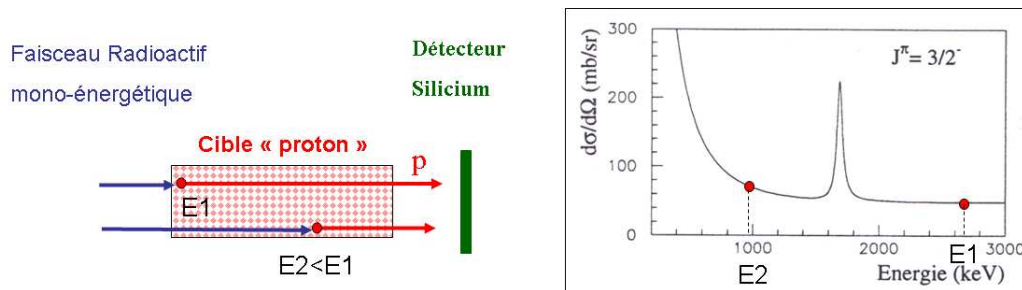 Faisceau Radioactif
mono-énergétique
Détecteur
Silicium
Cible « proton »
p
E1
E2<E1
300
200
100
0
dσ/dΩ (mb/sr)
J^π = 3/2^-
1000
2000
3000
E2
E1
Energie (keV)